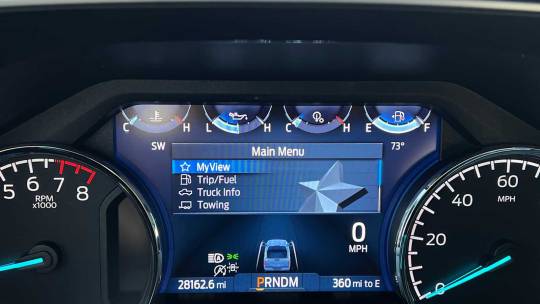 C H L H C H E F
SW Main Menu 73°
MyView
Trip/Fuel
Truck Info
Towing
5 6 7 8
RPM
x1000
0
MPH
60
MPH
40
20
0
28162.6 mi PRNDM 360 mi to E